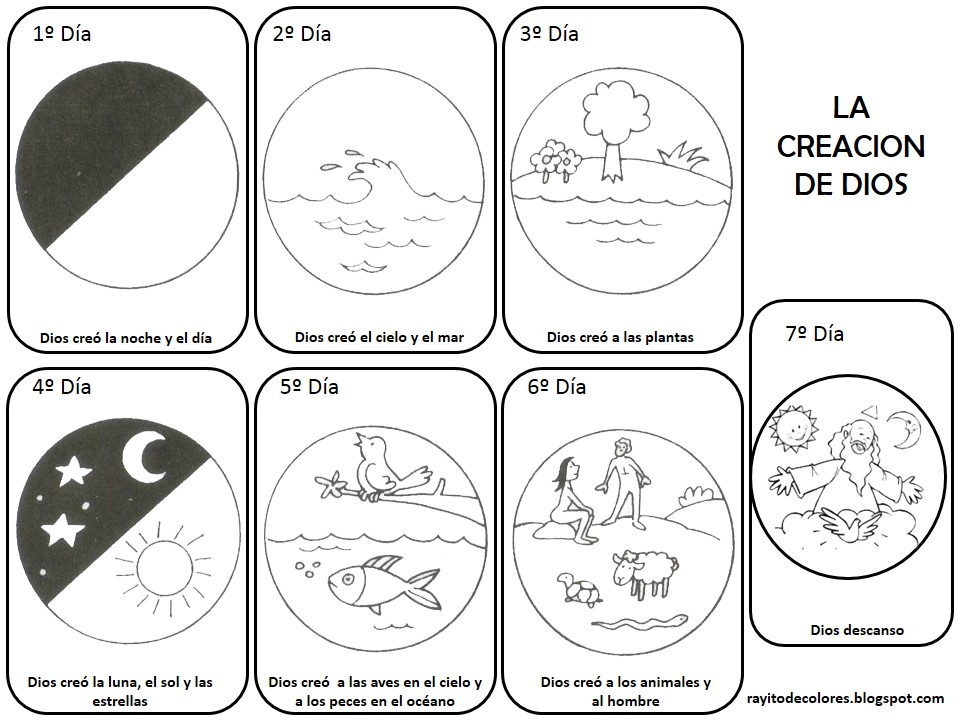 1º Día
Dios creó la noche y el día
2º Día
Dios creó el cielo y el mar
3º Día
Dios creó a las plantas
LA
CREACION
DE DIOS
4º Día
Dios creó la luna, el sol y las
estrellas
5º Día
Dios creó  a las aves en el cielo y
a los peces en el océano
6º Día
Dios creó a los animales y
al hombre
7º Día
Dios descanso
rayitodecolores.blogspot.com